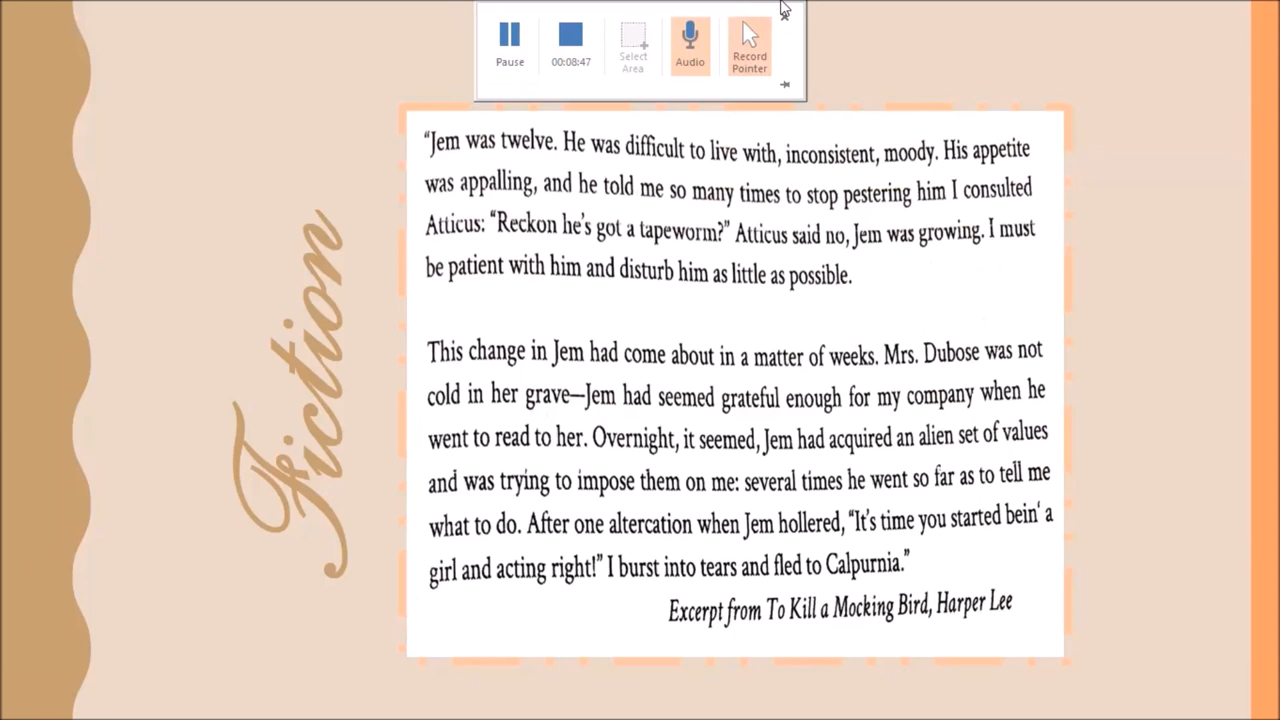 Pause
00:08:47
Select
Area
Audio
Record
Pointer
Fiction
“Jem was twelve. He was difficult to live with, inconsistent, moody. His appetite
was appalling, and he told me so many times to stop pestering him I consulted
Atticus: “Reckon he’s got a tapeworm?” Atticus said no, Jem was growing. I must
be patient with him and disturb him as little as possible.
This change in Jem had come about in a matter of weeks. Mrs. Dubose was not
cold in her grave—Jem had seemed grateful enough for my company when he
went to read to her. Overnight, it seemed, Jem had acquired an alien set of values
and was trying to impose them on me: several times he went so far as to tell me
what to do. After one altercation when Jem hollered, “It’s time you started bein' a
girl and acting right!” I burst into tears and fled to Calpurnia.”
Excerpt from To Kill a Mocking Bird, Harper Lee